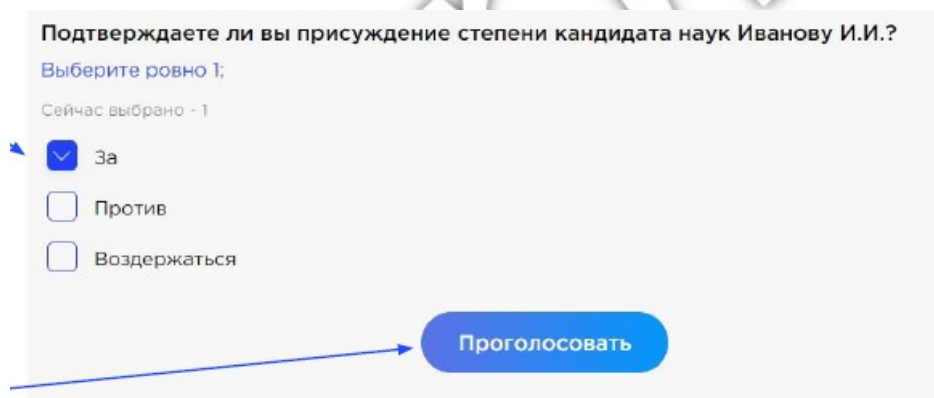 Подтверждаете ли вы присуждение степени кандидата наук Иванову И.И.?
Выберите ровно 1;
Сейчас выбрано - 1
За
Против
Воздержаться
Проголосовать